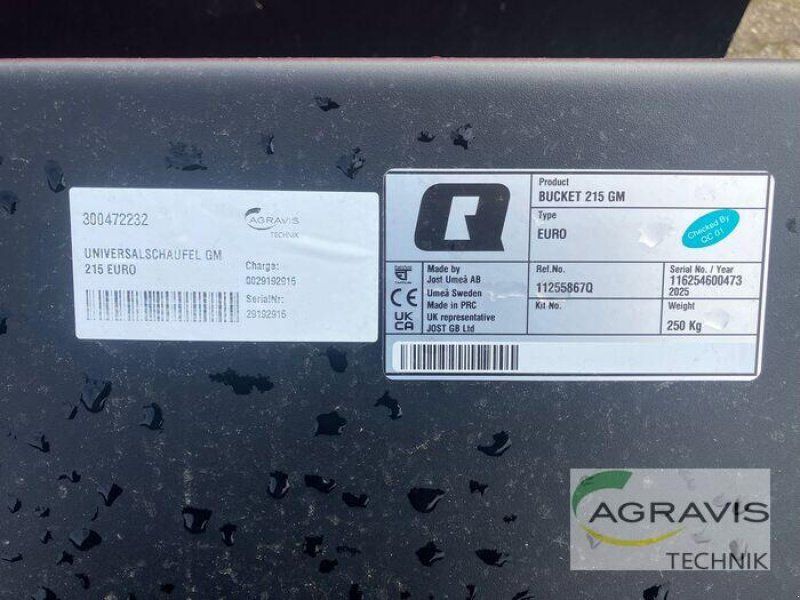 300472232
AGRAVIS
TECHNIK
UNIVERSALSCHAUFEL GM
215 EURO
Charge:
0029192916
SerialNr:
29192916
Product
BUCKET 215 GM
Type
EURO
Checked By
QC 01
Made by
Jost Umeå AB
Umeå Sweden
Made in PRC
UK representative
JOST GB Ltd
CE
UK
CA
Ref.No.
11255867Q
Serial No. / Year
116254600473
2025
Kit No.
Weight
250 Kg
AGRAVIS
TECHNIK